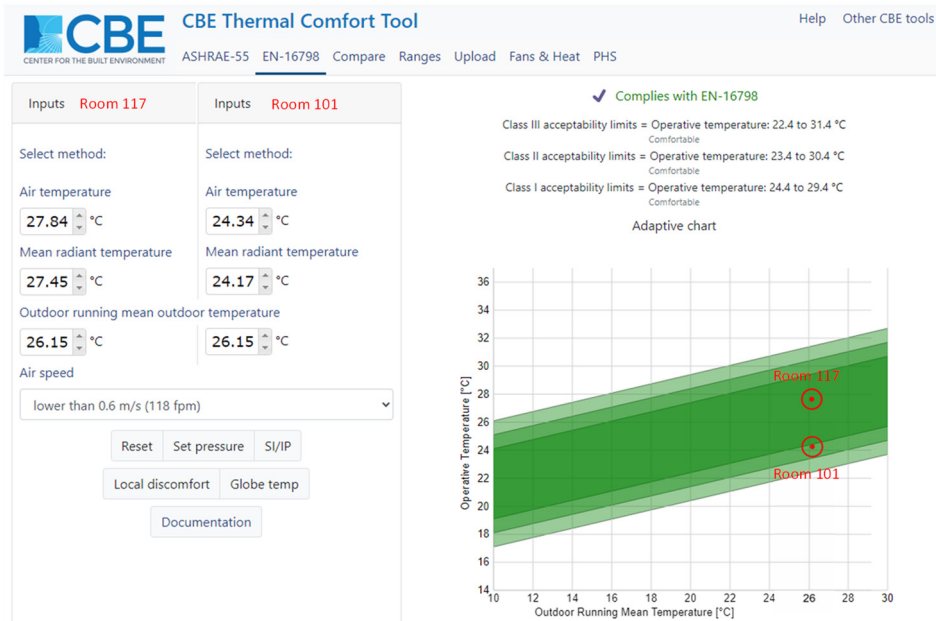 CBE
CENTER FOR THE BUILT ENVIRONMENT
CBE Thermal Comfort Tool
Help Other CBE tools
ASHRAE-55 EN-16798 Compare Ranges Upload Fans & Heat PHS
Inputs Room 117
Inputs Room 101
Select method:
Select method:
Air temperature
Air temperature
27.84 °C
24.34 °C
Mean radiant temperature
Mean radiant temperature
27.45 °C
24.17 °C
Outdoor running mean outdoor temperature
26.15 °C
26.15 °C
Air speed
lower than 0.6 m/s (118 fpm)
Reset Set pressure SI/IP
Local discomfort Globe temp
Documentation
Complies with EN-16798
Class III acceptability limits = Operative temperature: 22.4 to 31.4 °C
Comfortable
Class II acceptability limits = Operative temperature: 23.4 to 30.4 °C
Comfortable
Class I acceptability limits = Operative temperature: 24.4 to 29.4 °C
Comfortable
Adaptive chart
Operative Temperature [°C]
36
34
32
30
28
26
24
22
20
18
16
14
Room 117
Room 101
10 12 14 16 18 20 22 24 26 28 30
Outdoor Running Mean Temperature [°C]